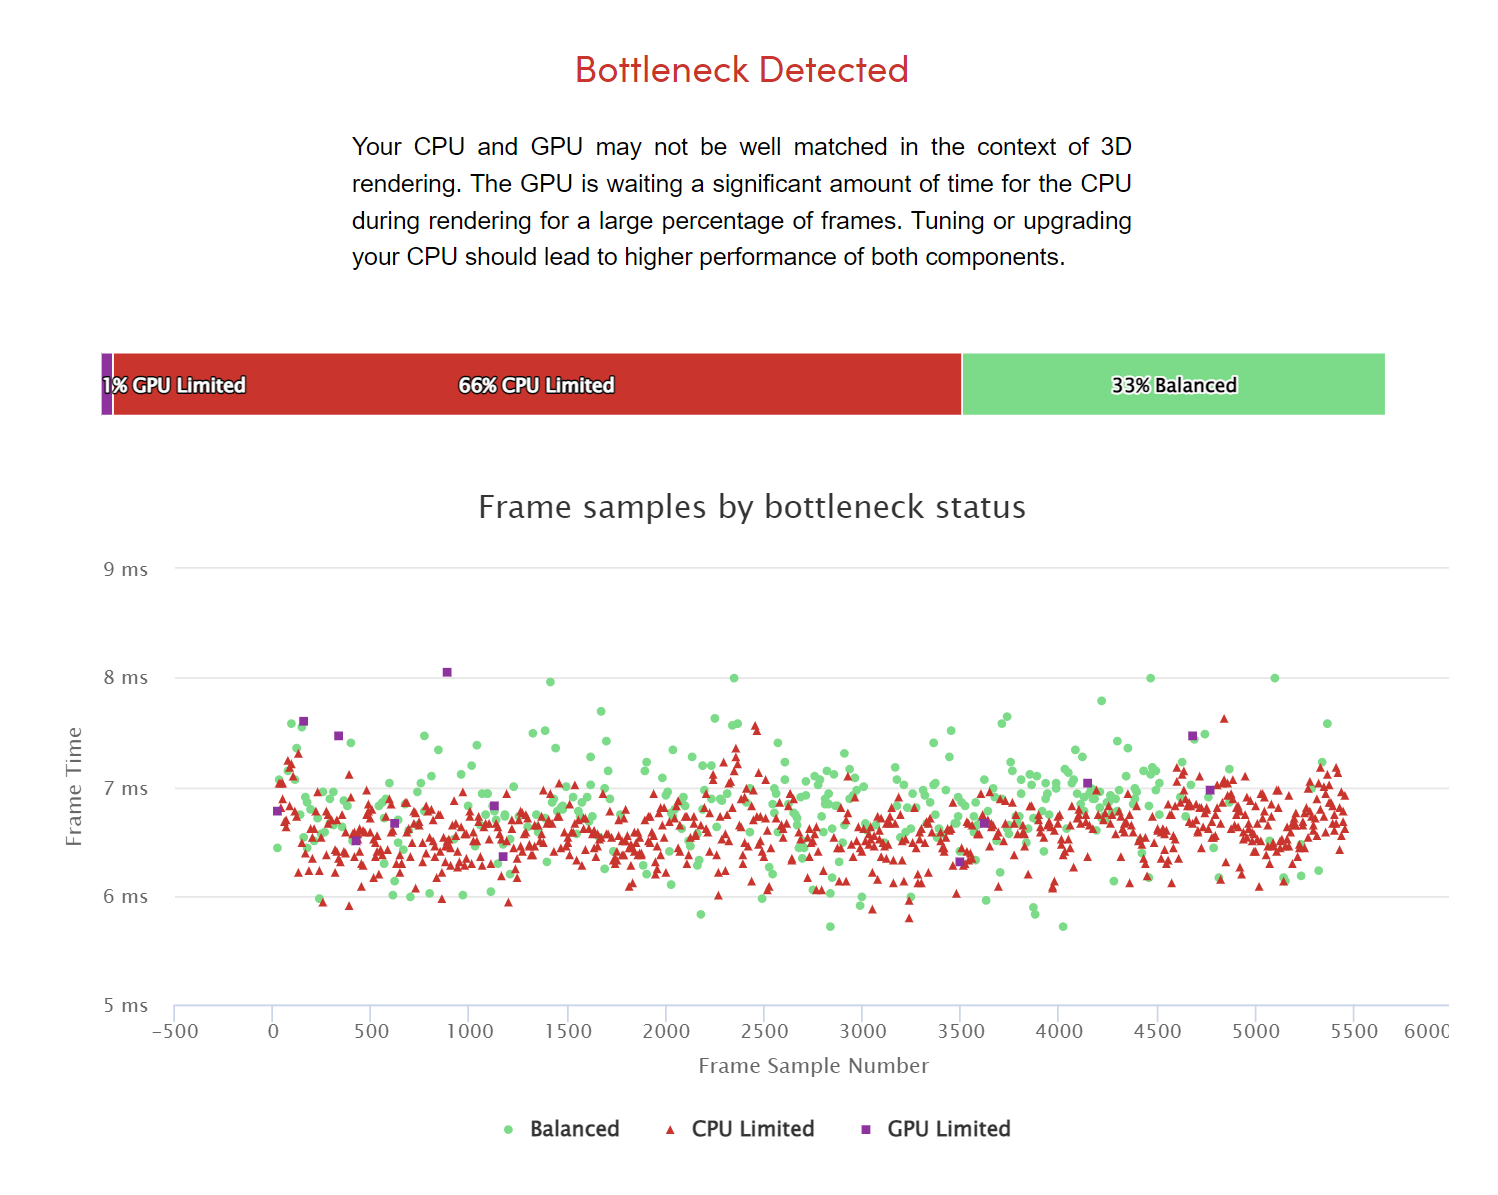 Bottleneck Detected
Your CPU and GPU may not be well matched in the context of 3D
rendering. The GPU is waiting a significant amount of time for the CPU
during rendering for a large percentage of frames. Tuning or upgrading
your CPU should lead to higher performance of both components.
1% GPU Limited 66% CPU Limited 33% Balanced
Frame samples by bottleneck status
9 ms
8 ms
7 ms
6 ms
5 ms
Frame Time
−500 0 500 1000 1500 2000 2500 3000 3500 4000 4500 5000 5500 6000
Frame Sample Number
Balanced CPU Limited GPU Limited